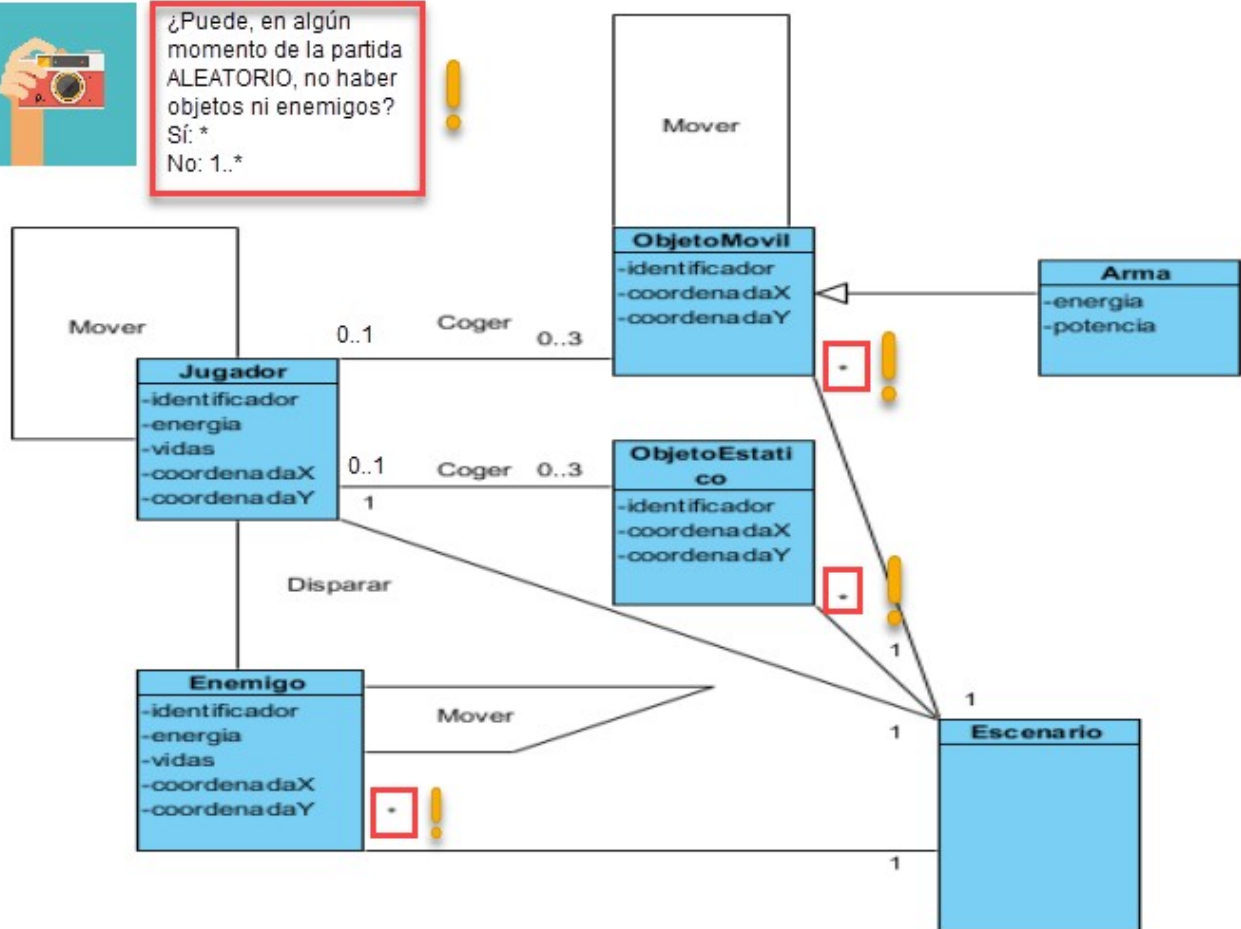 ¿Puede, en algún
momento de la partida
ALEATORIO, no haber
objetos ni enemigos?
Sí: *
No: 1..*
Mover
ObjetoMovil
-identificador
-coordenadaX
-coordenadaY
*
Arma
-energia
-potencia
Mover
0..1
Coger
0..3
Jugador
-identificador
-energia
-vidas
-coordenadaX
-coordenadaY
0..1
Coger
0..3
1
ObjetoEstati
co
-identificador
-coordenadaX
-coordenadaY
*
Disparar
1
1
1
Enemigo
-identificador
-energia
-vidas
-coordenadaX
-coordenadaY
Mover
*
1
Escenario